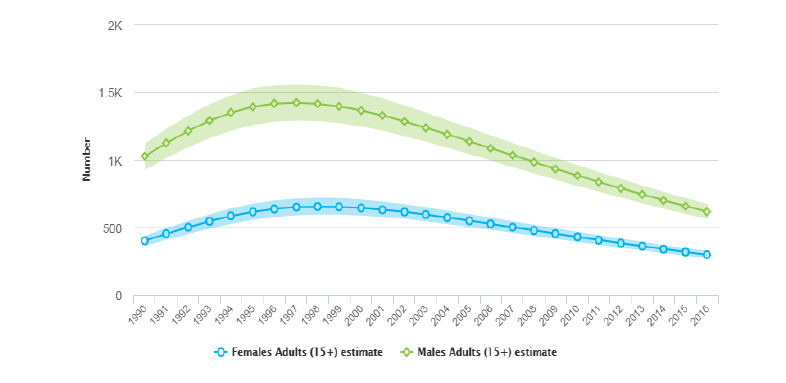 2K
1.5K
1K
500
0
Number
1990 1991 1992 1993 1994 1995 1996 1997 1998 1999 2000 2001 2002 2003 2004 2005 2006 2007 2008 2009 2010 2011 2012 2013 2014 2015 2016
Females Adults (15+) estimate Males Adults (15+) estimate